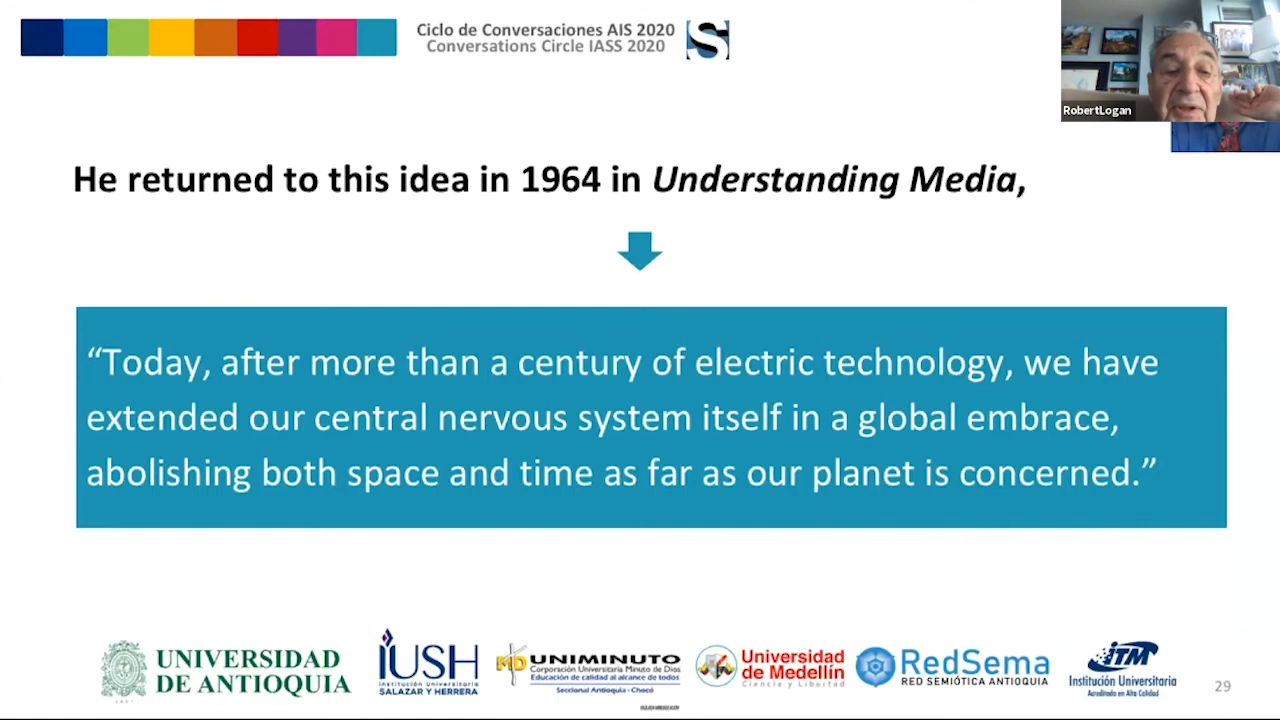 Ciclo de Conversaciones AIS 2020
Conversations Circle IASS 2020
S
RobertLogan
He returned to this idea in 1964 in Understanding Media,
“Today, after more than a century of electric technology, we have
extended our central nervous system itself in a global embrace,
abolishing both space and time as far as our planet is concerned.”
UNIVERSIDAD
DE ANTIOQUIA
IUSH
Institución Universitaria
SALAZAR Y HERRERA
MD UNIMINUTO
Corporación Universitaria Minuto de Dios
Educación de calidad al alcance de todos
Seccional Antioquia - Chocó
Universidad
de Medellín
Ciencia y Libertad
RedSema
RED SEMIÓTICA ANTIOQUIA
iTM
Institución Universitaria
Acreditada en Alta Calidad
29